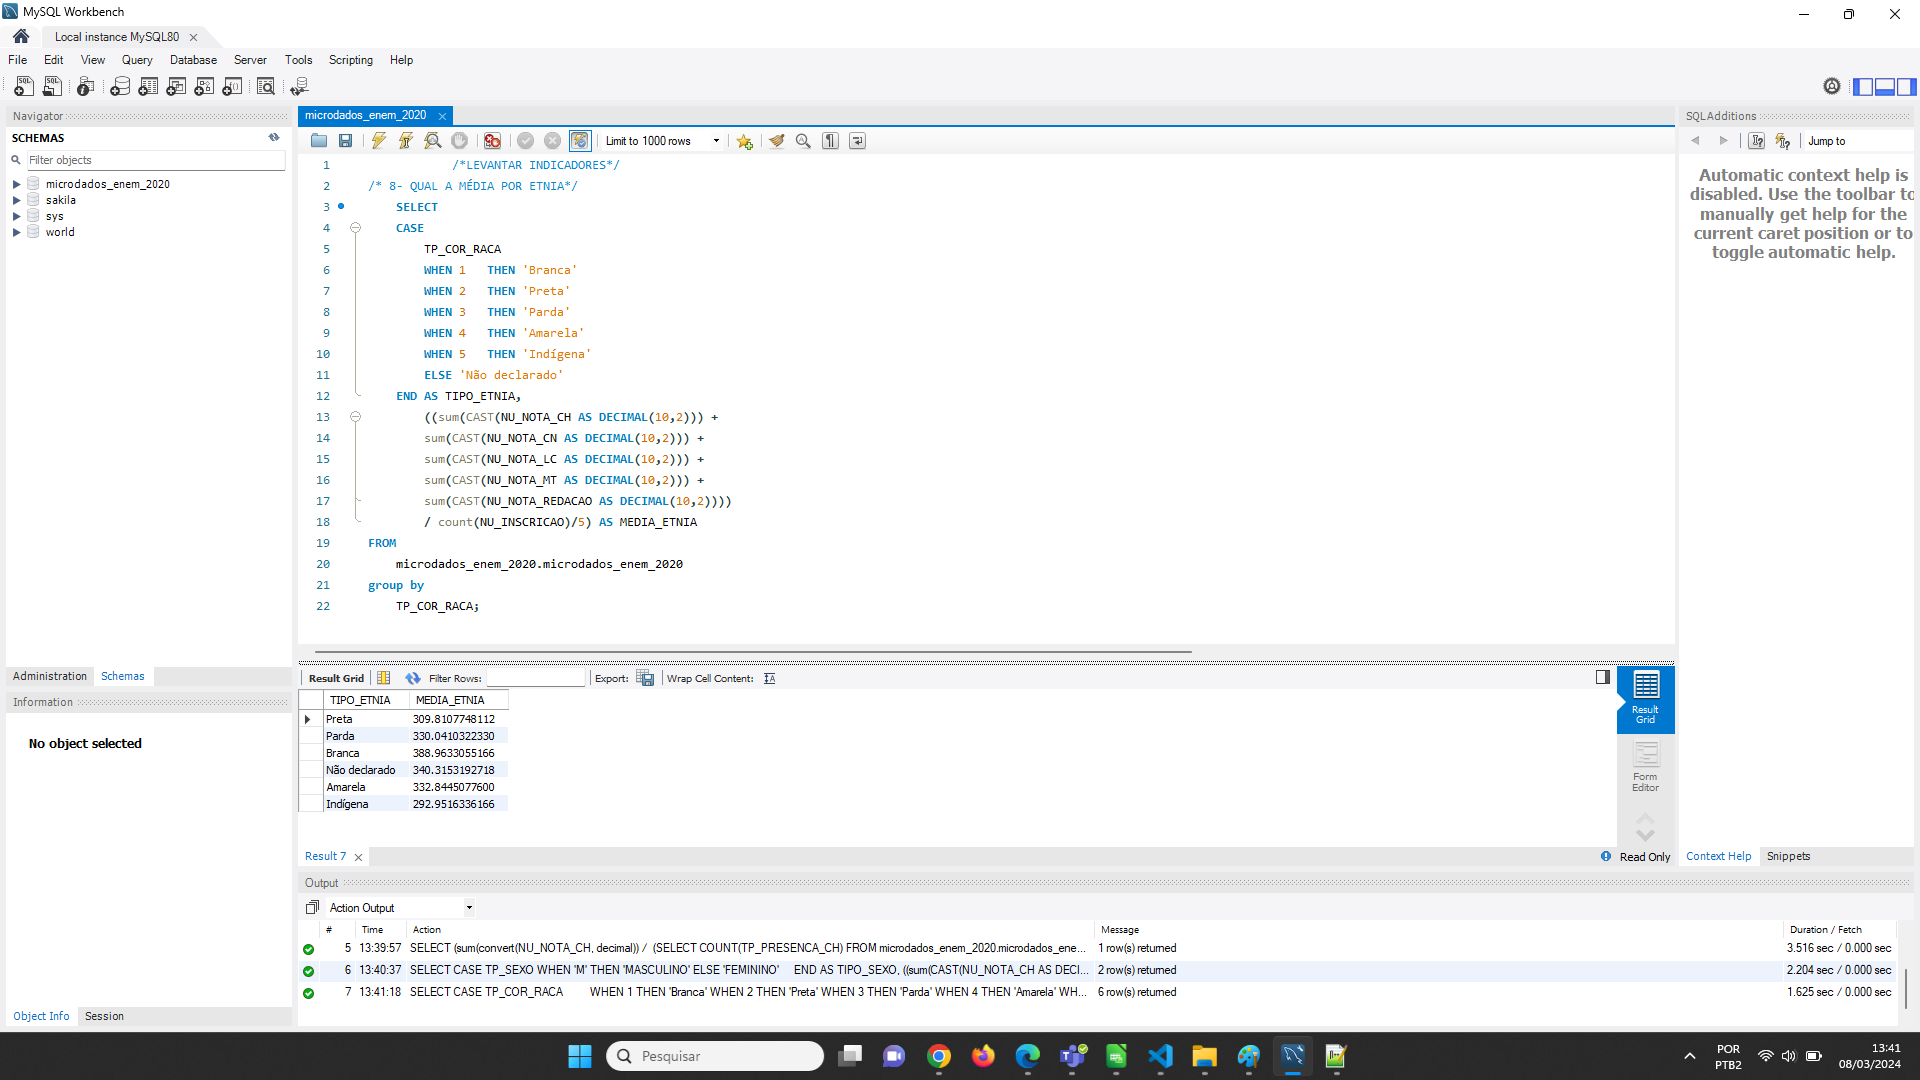 MySQL Workbench
Local instance MySQL80
File Edit View Query Database Server Tools Scripting Help
Navigator
SCHEMAS
Filter objects
microdados_enem_2020
sakila
sys
world
Administration Schemas
Information
No object selected
Object Info Session
microdados_enem_2020
Limit to 1000 rows
1 /*LEVANTAR INDICADORES*/
2 /* 8- QUAL A MÉDIA POR ETNIA*/
3 SELECT
4 CASE
5 TP_COR_RACA
6 WHEN 1 THEN 'Branca'
7 WHEN 2 THEN 'Preta'
8 WHEN 3 THEN 'Parda'
9 WHEN 4 THEN 'Amarela'
10 WHEN 5 THEN 'Indígena'
11 ELSE 'Não declarado'
12 END AS TIPO_ETNIA,
13 ((sum(CAST(NU_NOTA_CH AS DECIMAL(10,2))) +
14 sum(CAST(NU_NOTA_CN AS DECIMAL(10,2))) +
15 sum(CAST(NU_NOTA_LC AS DECIMAL(10,2))) +
16 sum(CAST(NU_NOTA_MT AS DECIMAL(10,2))) +
17 sum(CAST(NU_NOTA_REDACAO AS DECIMAL(10,2))))
18 / count(NU_INSCRICAO)/5) AS MEDIA_ETNIA
19 FROM
20 microdados_enem_2020.microdados_enem_2020
21 group by
22 TP_COR_RACA;
Result Grid Filter Rows: Export: Wrap Cell Content:
TIPO_ETNIA MEDIA_ETNIA
Preta 309.8107748112
Parda 330.0410322330
Branca 388.9633055166
Não declarado 340.3153192718
Amarela 332.8445077600
Indígena 292.9516336166
Result
Grid
Form
Editor
Result 7
Read Only
SQLAdditions
Jump to
Automatic context help is
disabled. Use the toolbar to
manually get help for the
current caret position or to
toggle automatic help.
Context Help Snippets
Output
Action Output
# Time Action Message Duration / Fetch
5 13:39:57 SELECT (sum(convert(NU_NOTA_CH, decimal)) / (SELECT COUNT(TP_PRESENCA_CH) FROM microdados_enem_2020.microdados_ene... 1 row(s) returned 3.516 sec / 0.000 sec
6 13:40:37 SELECT CASE TP_SEXO WHEN 'M' THEN 'MASCULINO' ELSE 'FEMININO' END AS TIPO_SEXO, ((sum(CAST(NU_NOTA_CH AS DECI... 2 row(s) returned 2.204 sec / 0.000 sec
7 13:41:18 SELECT CASE TP_COR_RACA WHEN 1 THEN 'Branca' WHEN 2 THEN 'Preta' WHEN 3 THEN 'Parda' WHEN 4 THEN 'Amarela' WH... 6 row(s) returned 1.625 sec / 0.000 sec
Pesquisar
POR
PTB2
13:41
08/03/2024